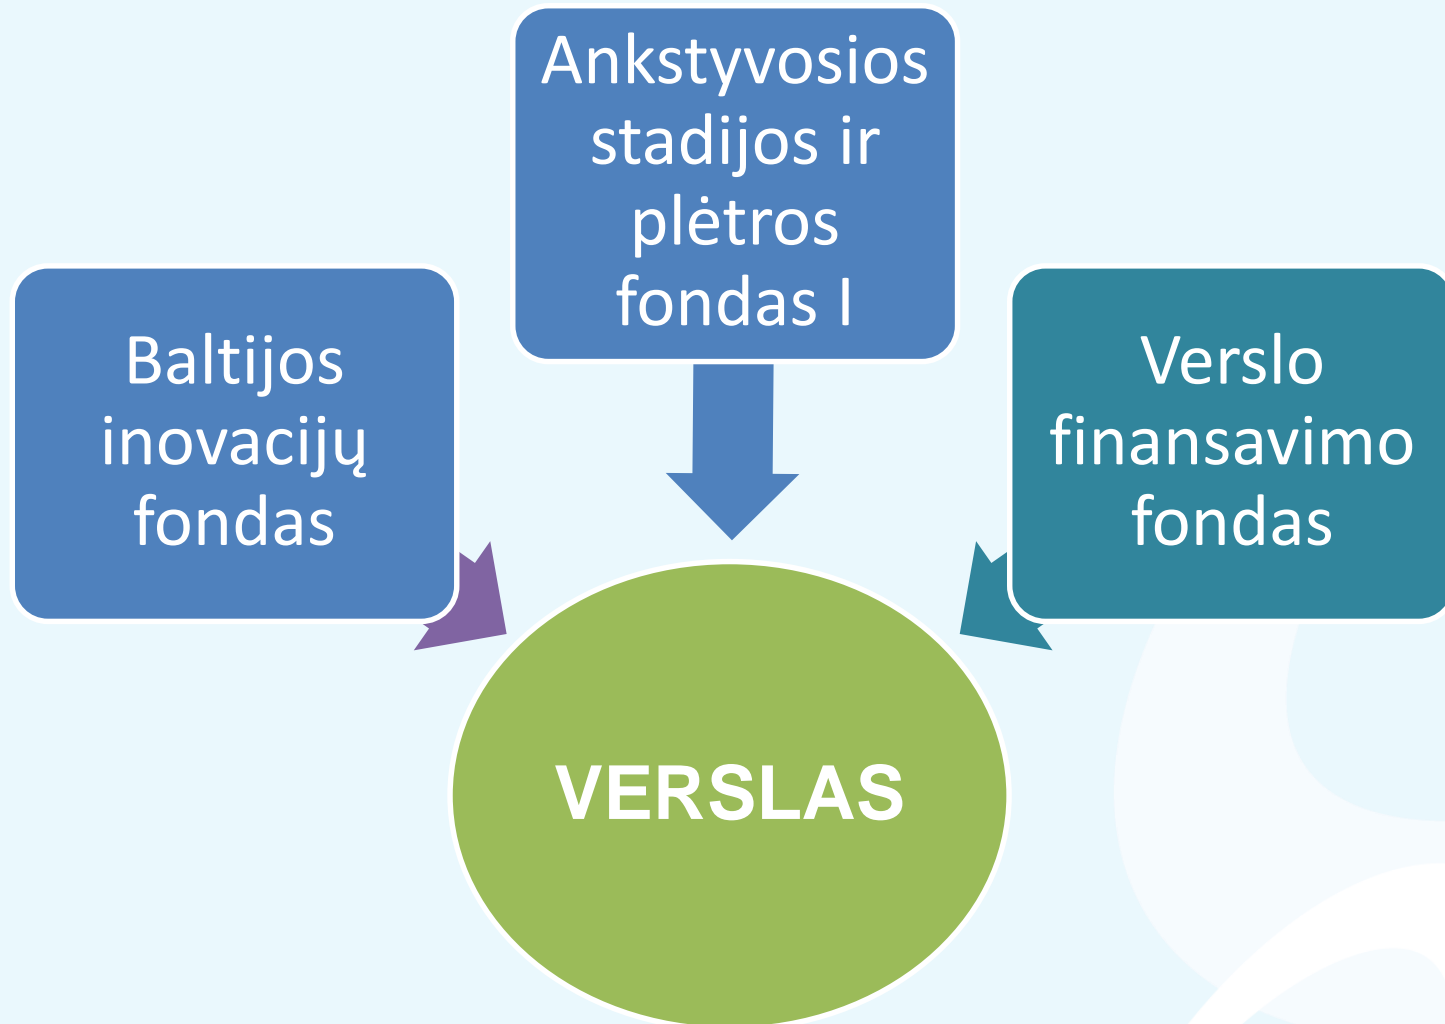 Ankstyvosios
stadijos ir
plėtros
fondas I
Baltijos
inovacijų
fondas
Verslo
finansavimo
fondas
VERSLAS